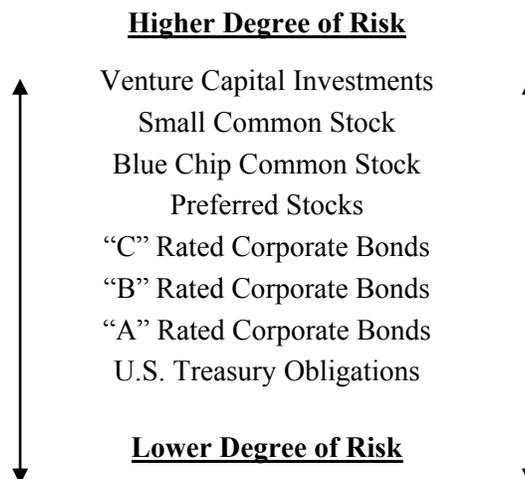 Higher Degree of Risk
Venture Capital Investments
Small Common Stock
Blue Chip Common Stock
Preferred Stocks
“C” Rated Corporate Bonds
“B” Rated Corporate Bonds
“A” Rated Corporate Bonds
U.S. Treasury Obligations
Lower Degree of Risk